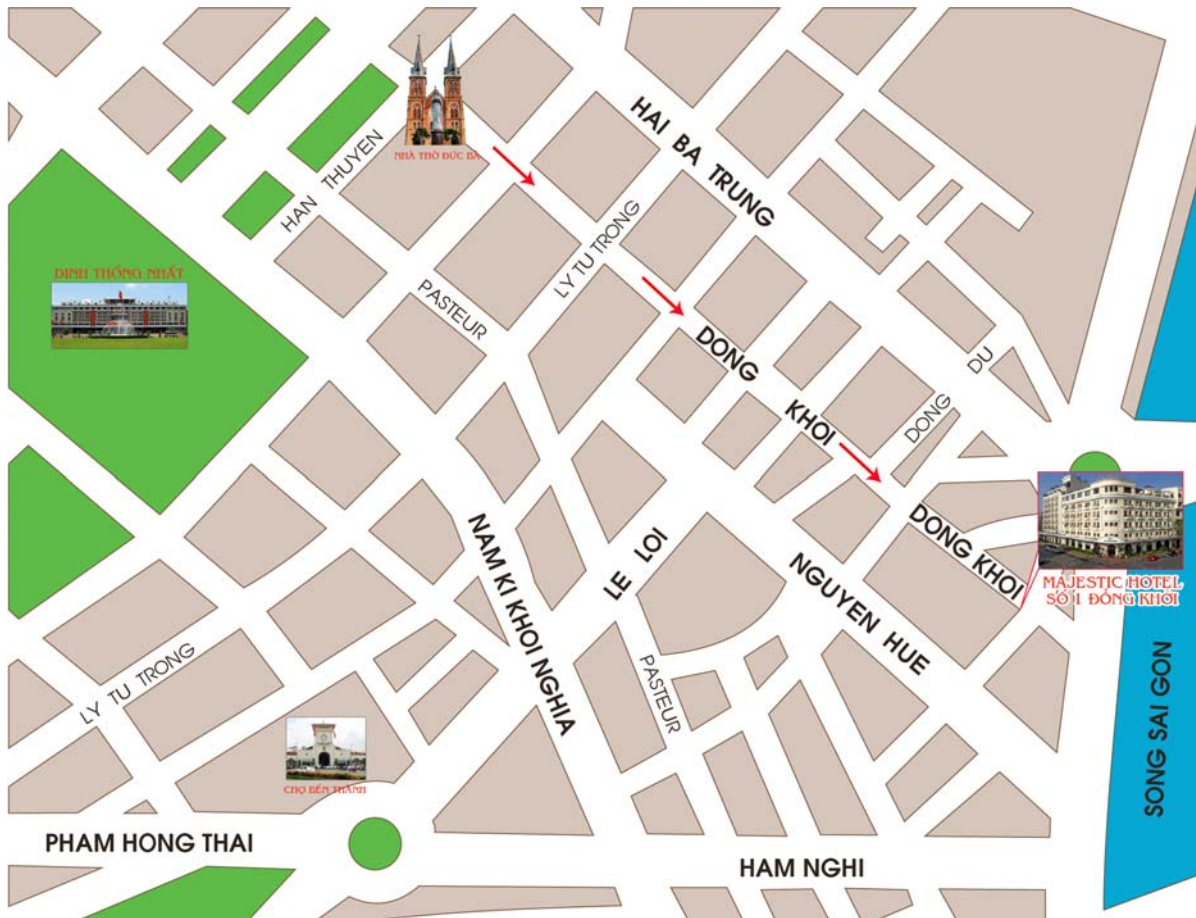 HAI BA TRUNG
NHÀ THỜ ĐỨC BÀ
HAN THUYEN
LY TU TRONG
DINH THỐNG NHẤT
PASTEUR
DONG
KHOI
DU
DONG
DONG KHOI
MAJESTIC HOTEL
SỐ 1 ĐỒNG KHỞI
NAM KI KHOI NGHIA
LE LOI
NGUYEN HUE
PASTEUR
LY TU TRONG
SONG SAI GON
CHỢ BẾN THÀNH
PHAM HONG THAI
HAM NGHI